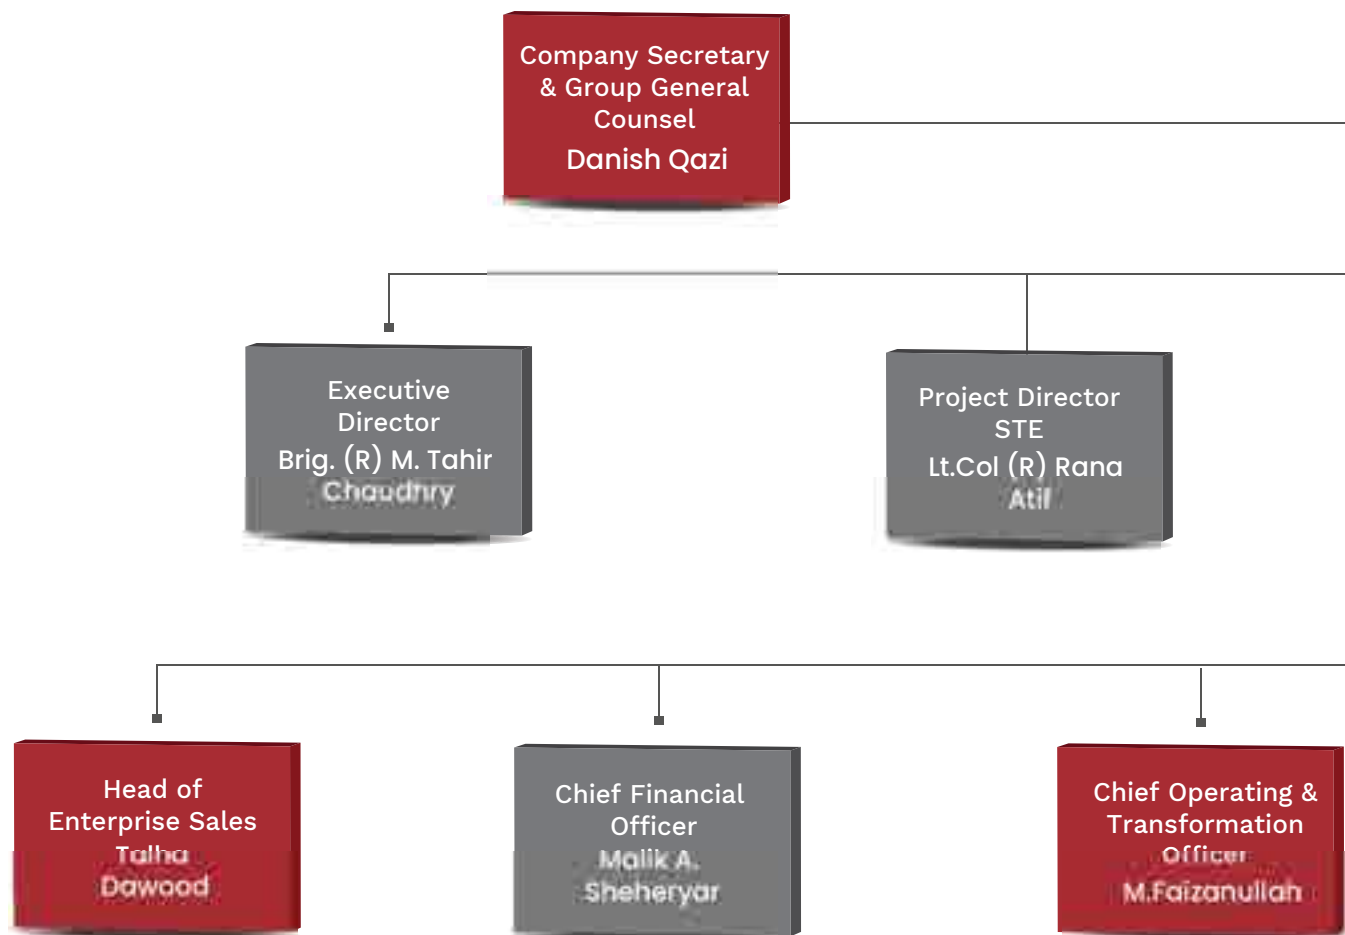 Company Secretary
& Group General
Counsel
Danish Qazi
Executive
Director
Brig. (R) M. Tahir
Chaudhry
Project Director
STE
Lt.Col (R) Rana
Atif
Head of
Enterprise Sales
Talha
Dawood
Chief Financial
Officer
Malik A.
Sheheryar
Chief Operating &
Transformation
Officer
M.Faizanullah